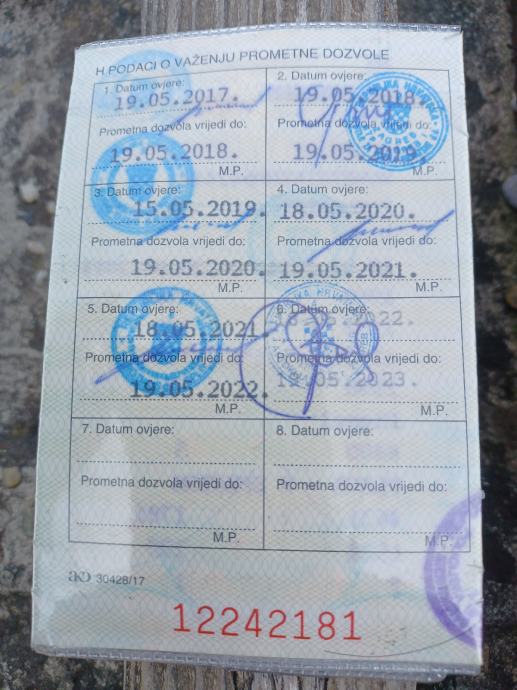 H PODACI O VAŽENJU PROMETNE DOZVOLE
1. Datum ovjere:
19.05.2017.
Prometna dozvola vrijedi do:
19.05.2018.
M.P.
2. Datum ovjere:
19.05.2018.
Prometna dozvola vrijedi do:
19.05.2019.
M.P.
3. Datum ovjere:
15.05.2019.
Prometna dozvola vrijedi do:
19.05.2020.
M.P.
4. Datum ovjere:
18.05.2020.
Prometna dozvola vrijedi do:
19.05.2021.
M.P.
5. Datum ovjere:
18.05.2021.
Prometna dozvola vrijedi do:
19.05.2022.
M.P.
6. Datum ovjere:
Prometna dozvola vrijedi do:
19.05.2023.
M.P.
7. Datum ovjere:
Prometna dozvola vrijedi do:
M.P.
8. Datum ovjere:
Prometna dozvola vrijedi do:
M.P.
30428/17
12242181